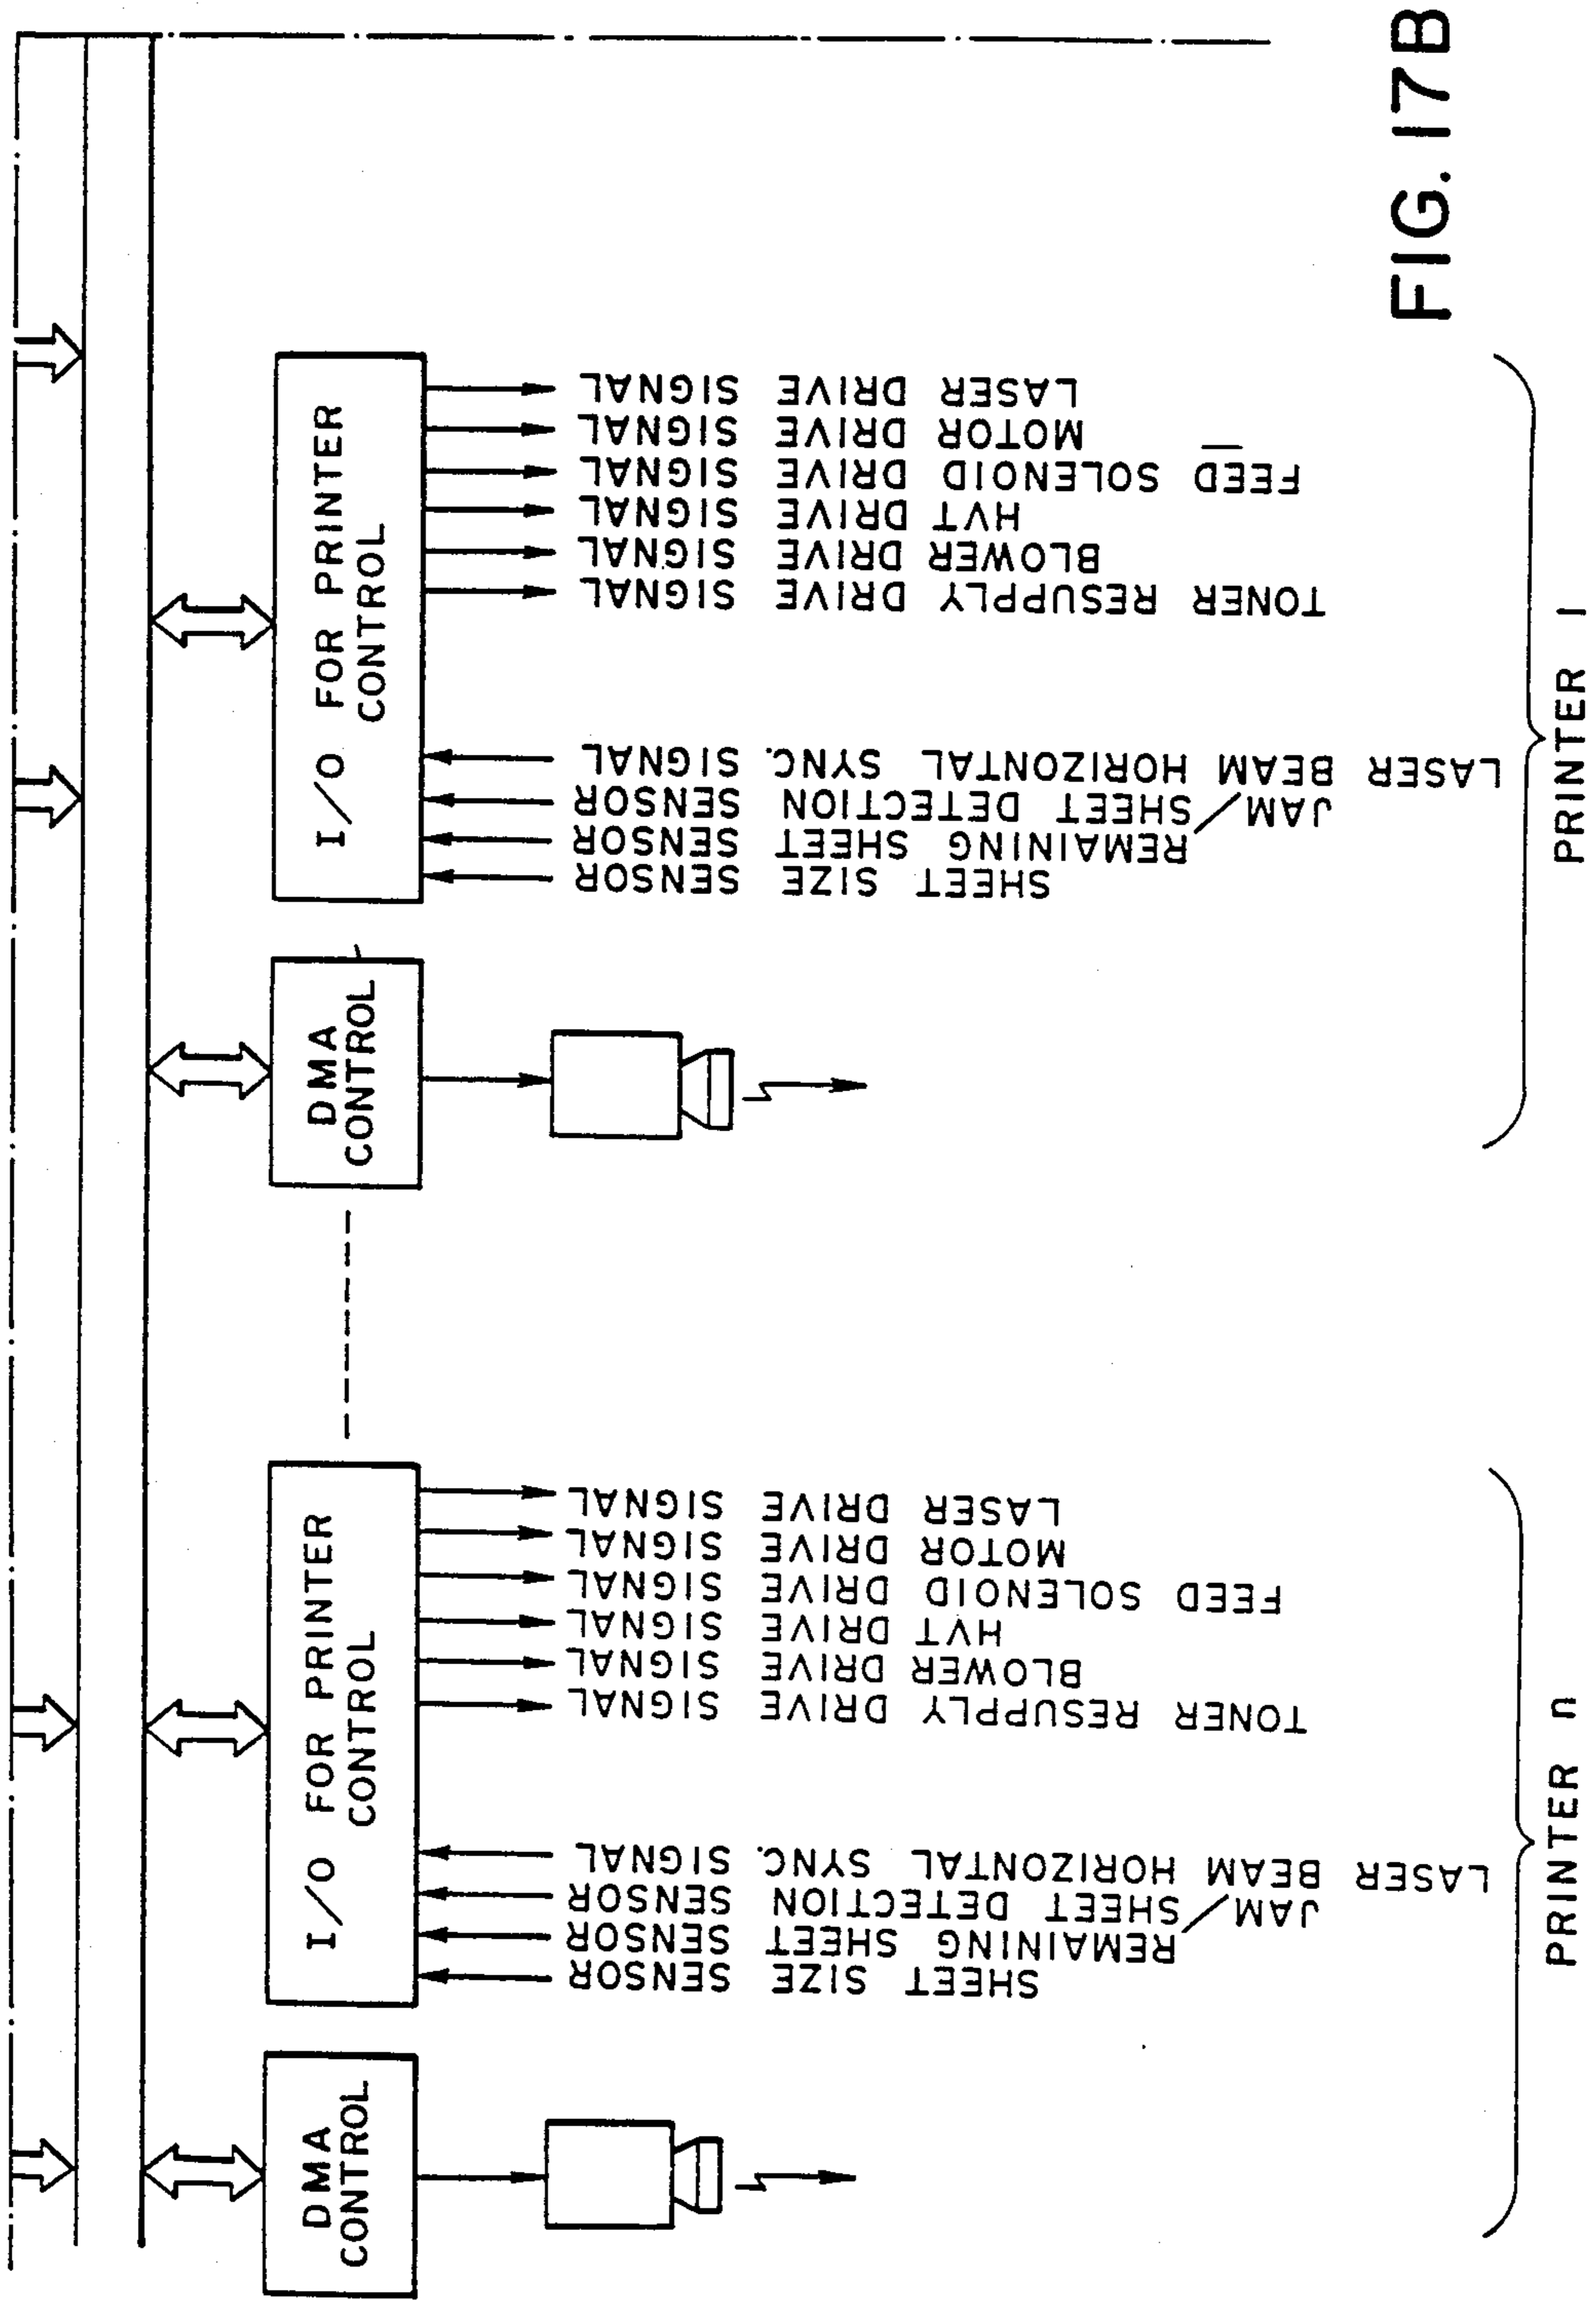 I/O FOR PRINTER
CONTROL
LASER DRIVE SIGNAL
MOTOR DRIVE SIGNAL
FEED SOLENOID DRIVE SIGNAL
HVT DRIVE SIGNAL
BLOWER DRIVE SIGNAL
TONER RESUPPLY DRIVE SIGNAL
LASER BEAM HORIZONTAL SYNC. SIGNAL
JAM/SHEET DETECTION SENSOR
REMAINING SHEET SENSOR
SHEET SIZE SENSOR
DMA
CONTROL
PRINTER 1
I/O FOR PRINTER
CONTROL
LASER DRIVE SIGNAL
MOTOR DRIVE SIGNAL
FEED SOLENOID DRIVE SIGNAL
HVT DRIVE SIGNAL
BLOWER DRIVE SIGNAL
TONER RESUPPLY DRIVE SIGNAL
LASER BEAM HORIZONTAL SYNC. SIGNAL
JAM/SHEET DETECTION SENSOR
REMAINING SHEET SENSOR
SHEET SIZE SENSOR
DMA
CONTROL
PRINTER n
FIG. 17B